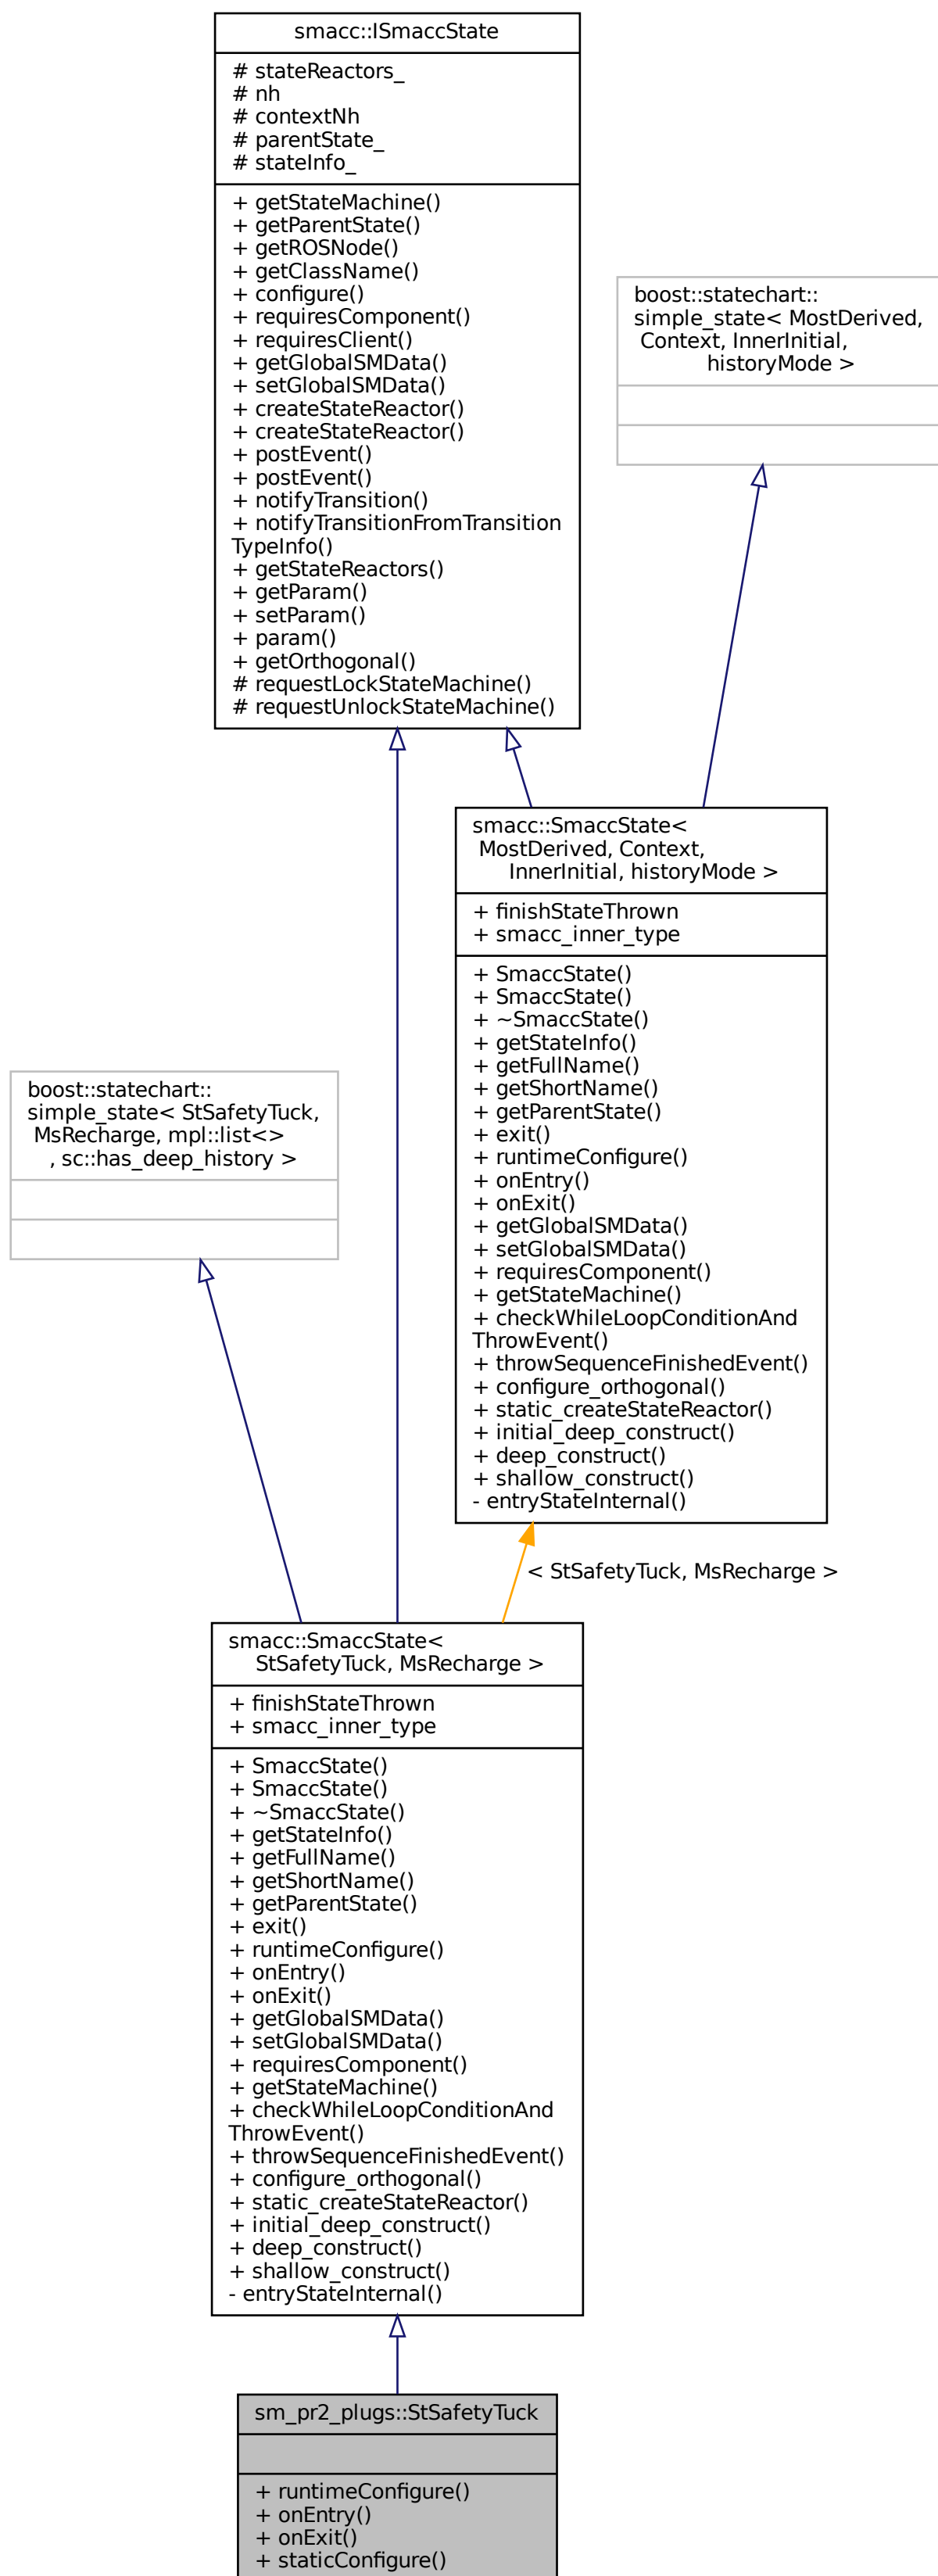 smacc::ISmaccState
# stateReactors_
# nh
# contextNh
# parentState_
# stateInfo_
+ getStateMachine()
+ getParentState()
+ getROSNode()
+ getClassName()
+ configure()
+ requiresComponent()
+ requiresClient()
+ getGlobalSMData()
+ setGlobalSMData()
+ createStateReactor()
+ createStateReactor()
+ postEvent()
+ postEvent()
+ notifyTransition()
+ notifyTransitionFromTransition
TypeInfo()
+ getStateReactors()
+ getParam()
+ setParam()
+ param()
+ getOrthogonal()
# requestLockStateMachine()
# requestUnlockStateMachine()
boost::statechart::
simple_state< MostDerived,
Context, InnerInitial,
historyMode >
smacc::SmaccState<
MostDerived, Context,
InnerInitial, historyMode >
+ finishStateThrown
+ smacc_inner_type
+ SmaccState()
+ SmaccState()
+ ~SmaccState()
+ getStateInfo()
+ getFullName()
+ getShortName()
+ getParentState()
+ exit()
+ runtimeConfigure()
+ onEntry()
+ onExit()
+ getGlobalSMData()
+ setGlobalSMData()
+ requiresComponent()
+ getStateMachine()
+ checkWhileLoopConditionAnd
ThrowEvent()
+ throwSequenceFinishedEvent()
+ configure_orthogonal()
+ static_createStateReactor()
+ initial_deep_construct()
+ deep_construct()
+ shallow_construct()
- entryStateInternal()
boost::statechart::
simple_state< StSafetyTuck,
MsRecharge, mpl::list<>
, sc::has_deep_history >
< StSafetyTuck, MsRecharge >
smacc::SmaccState<
StSafetyTuck, MsRecharge >
+ finishStateThrown
+ smacc_inner_type
+ SmaccState()
+ SmaccState()
+ ~SmaccState()
+ getStateInfo()
+ getFullName()
+ getShortName()
+ getParentState()
+ exit()
+ runtimeConfigure()
+ onEntry()
+ onExit()
+ getGlobalSMData()
+ setGlobalSMData()
+ requiresComponent()
+ getStateMachine()
+ checkWhileLoopConditionAnd
ThrowEvent()
+ throwSequenceFinishedEvent()
+ configure_orthogonal()
+ static_createStateReactor()
+ initial_deep_construct()
+ deep_construct()
+ shallow_construct()
- entryStateInternal()
sm_pr2_plugs::StSafetyTuck
+ runtimeConfigure()
+ onEntry()
+ onExit()
+ staticConfigure()